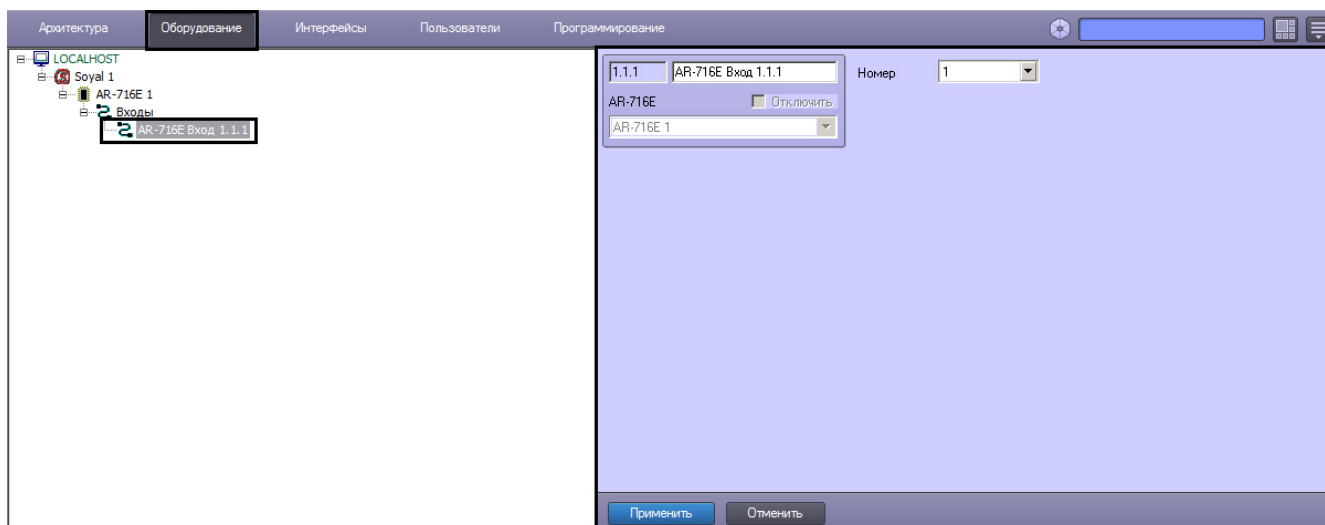 Архитектура Оборудование Интерфейсы Пользователи Программирование
LOCALHOST
Soyal 1
AR-716E 1
Входы
AR-716E Вход 1.1.1
1.1.1 AR-716E Вход 1.1.1 Номер 1
AR-716E Отключить
AR-716E 1
Применить Отменить